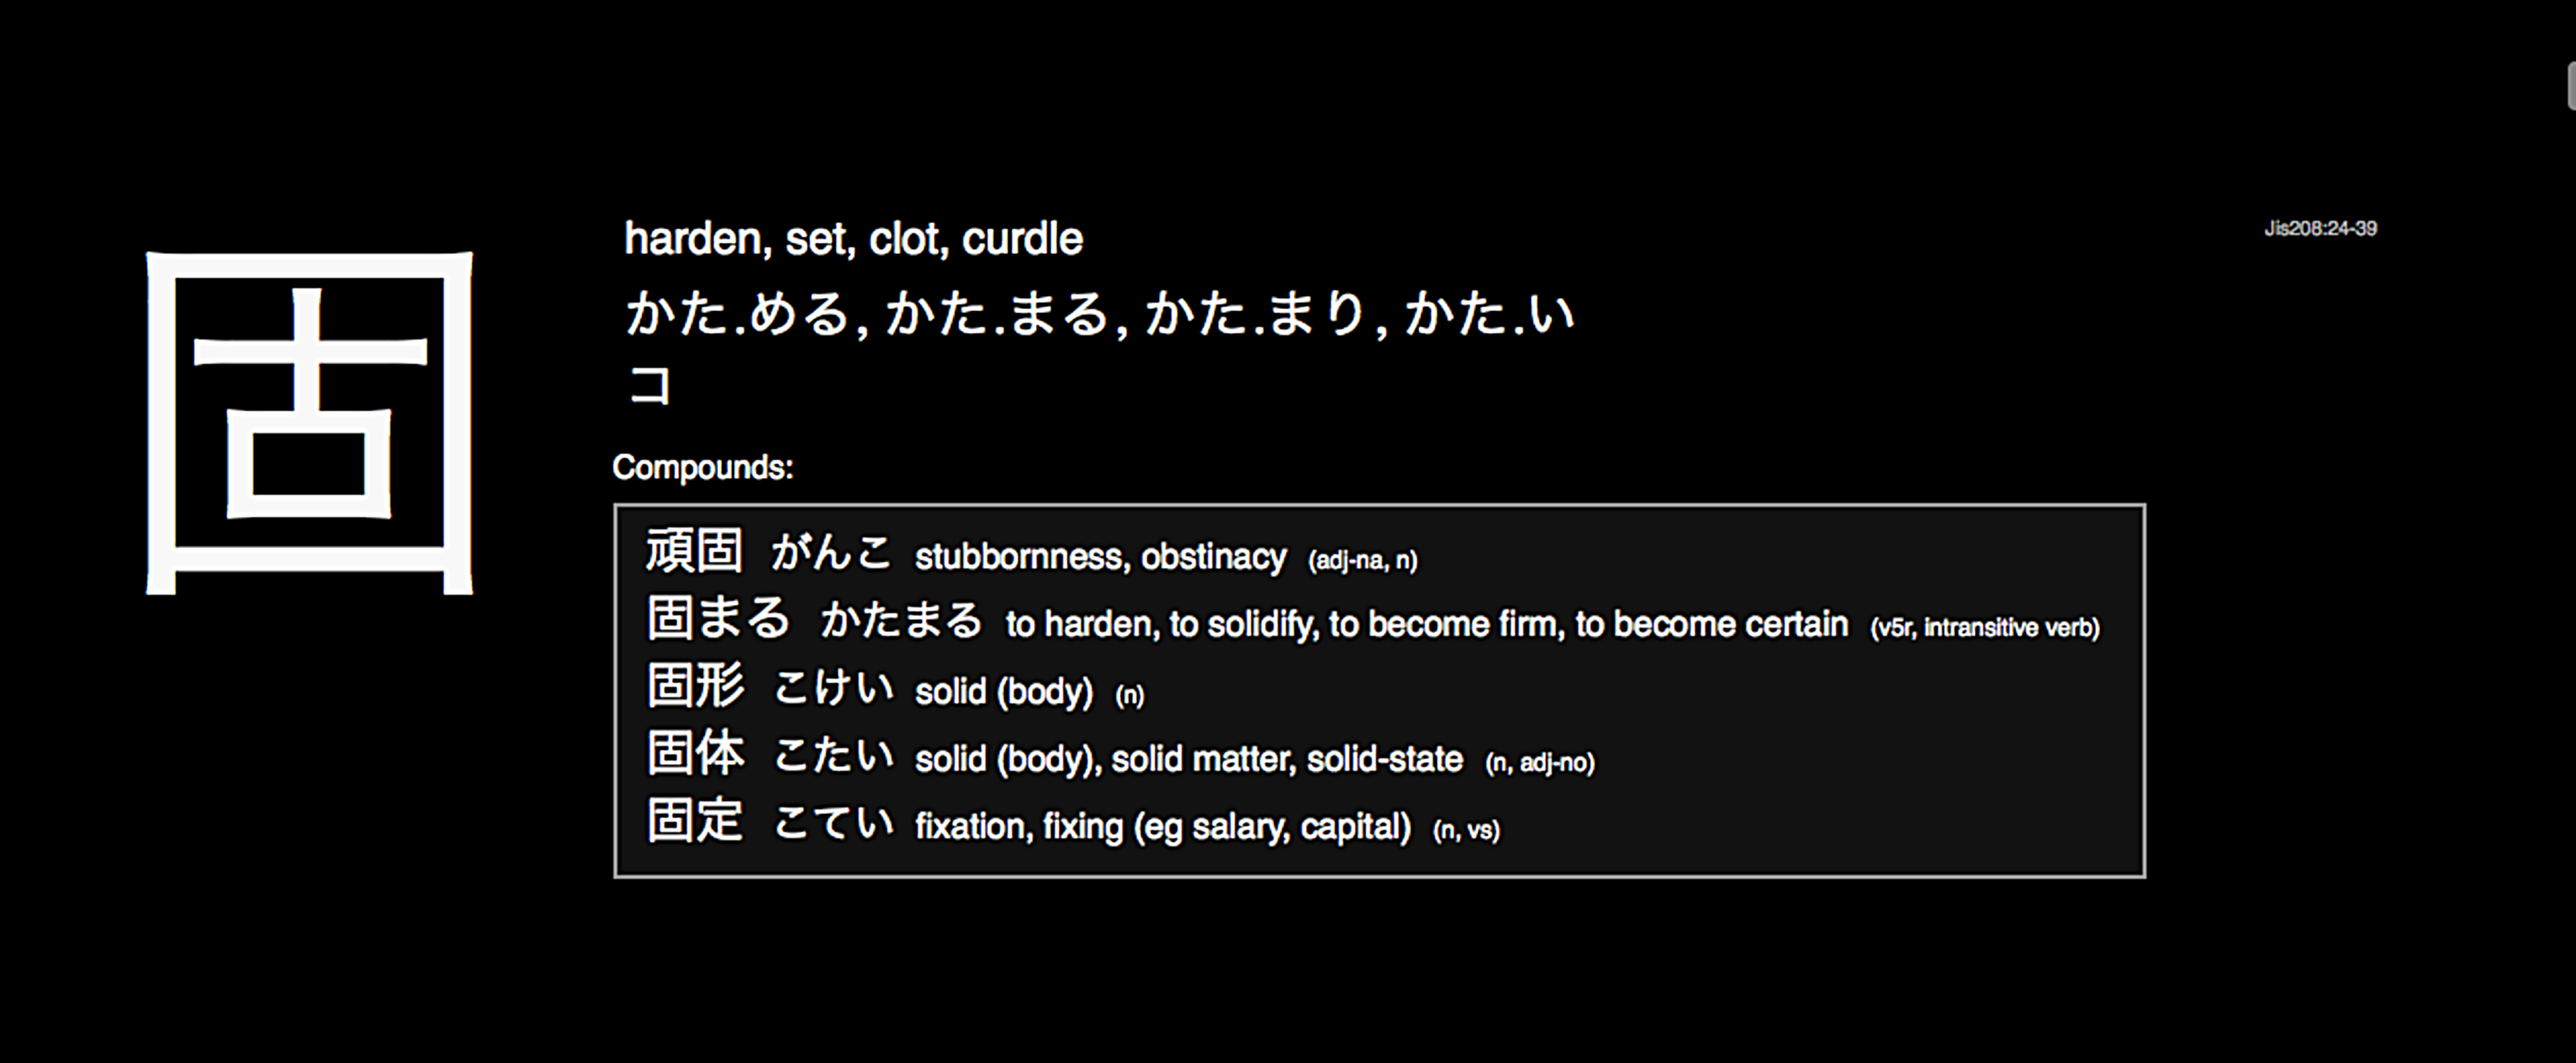 固
harden, set, clot, curdle
Jis208:24-39
かた.める, かた.まる, かた.まり, かた.い
コ
Compounds:
頑固 がんこ stubbornness, obstinacy (adj-na, n)
固まる かたまる to harden, to solidify, to become firm, to become certain (v5r, intransitive verb)
固形 こけい solid (body) (n)
固体 こたい solid (body), solid matter, solid-state (n, adj-no)
固定 こてい fixation, fixing (eg salary, capital) (n, vs)